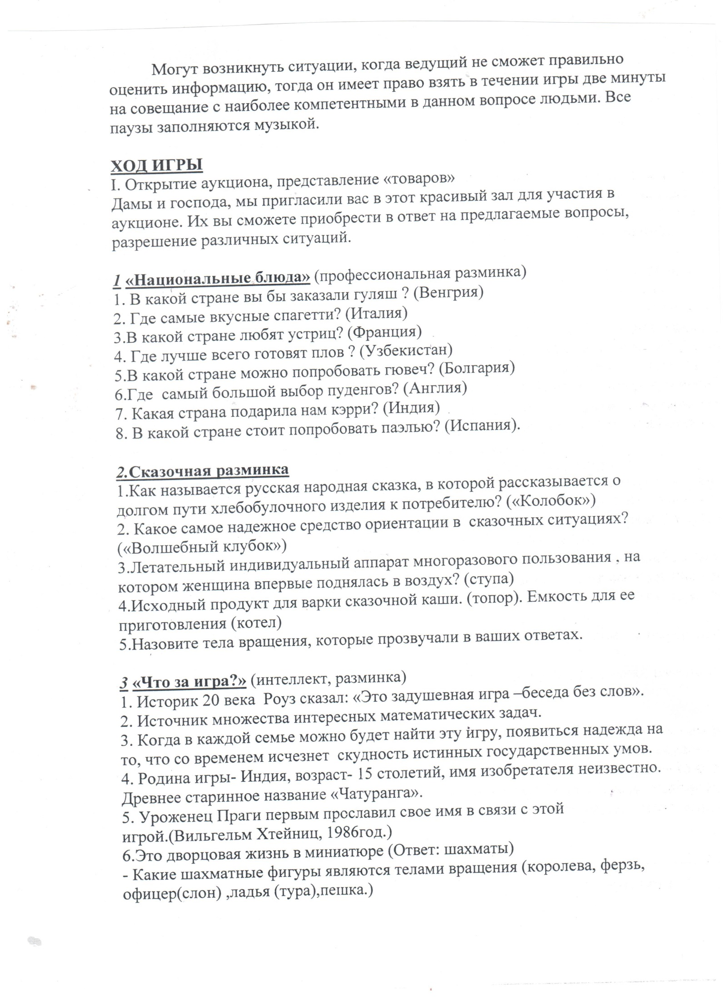 Могут возникнуть ситуации, когда ведущий не сможет правильно
оценить информацию, тогда он имеет право взять в течении игры две минуты
на совещание с наиболее компетентными в данном вопросе людьми. Все
паузы заполняются музыкой.
ХОД ИГРЫ
I. Открытие аукциона, представление «товаров»
Дамы и господа, мы пригласили вас в этот красивый зал для участия в
аукционе. Их вы сможете приобрести в ответ на предлагаемые вопросы,
разрешение различных ситуаций.
1 «Национальные блюда» (профессиональная разминка)
1. В какой стране вы бы заказали гуляш ? (Венгрия)
2. Где самые вкусные спагетти? (Италия)
3.В какой стране любят устриц? (Франция)
4. Где лучше всего готовят плов ? (Узбекистан)
5.В какой стране можно попробовать гювеч? (Болгария)
6.Где  самый большой выбор пуденгов? (Англия)
7. Какая страна подарила нам кэрри? (Индия)
8. В какой стране стоит попробовать паэлью? (Испания).
2.Сказочная разминка
1.Как называется русская народная сказка, в которой рассказывается о
долгом пути хлебобулочного изделия к потребителю? («Колобок»)
2. Какое самое надежное средство ориентации в  сказочных ситуациях?
(«Волшебный клубок»)
3.Летательный индивидуальный аппарат многоразового пользования , на
котором женщина впервые поднялась в воздух? (ступа)
4.Исходный продукт для варки сказочной каши. (топор). Емкость для ее
приготовления (котел)
5.Назовите тела вращения, которые прозвучали в ваших ответах.
3 «Что за игра?» (интеллект, разминка)
1. Историк 20 века  Роуз сказал: «Это задушевная игра –беседа без слов».
2. Источник множества интересных математических задач.
3. Когда в каждой семье можно будет найти эту игру, появиться надежда на
то, что со временем исчезнет  скудность истинных государственных умов.
4. Родина игры- Индия, возраст- 15 столетий, имя изобретателя неизвестно.
Древнее старинное название «Чатуранга».
5. Уроженец Праги первым прославил свое имя в связи с этой
игрой.(Вильгельм Хтейниц, 1986год.)
6.Это дворцовая жизнь в миниатюре (Ответ: шахматы)
- Какие шахматные фигуры являются телами вращения (королева, ферзь,
офицер(слон) ,ладья (тура),пешка.)